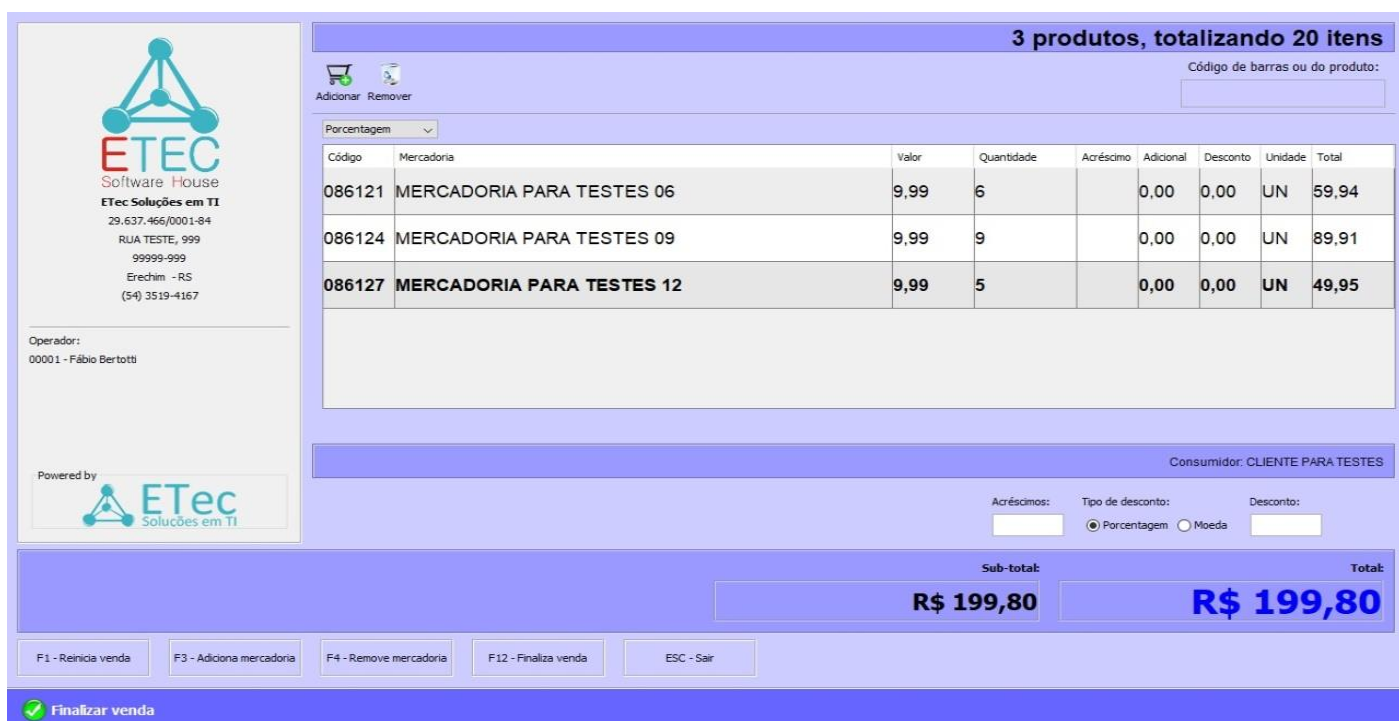 ETEC
Software House
ETec Soluções em TI
29.637.466/0001-84
RUA TESTE, 999
99999-999
Erechim - RS
(54) 3519-4167
Operador:
00001 - Fábio Bertotti
Powered by
ETec
Soluções em TI
3 produtos, totalizando 20 itens
Adicionar Remover
Código de barras ou do produto:
Porcentagem
Código Mercadoria Valor Quantidade Acréscimo Adicional Desconto Unidade Total
086121 MERCADORIA PARA TESTES 06 9,99 6 0,00 0,00 UN 59,94
086124 MERCADORIA PARA TESTES 09 9,99 9 0,00 0,00 UN 89,91
086127 MERCADORIA PARA TESTES 12 9,99 5 0,00 0,00 UN 49,95
Consumidor: CLIENTE PARA TESTES
Acréscimos: Tipo de desconto: Desconto:
Porcentagem Moeda
Sub-total: Total:
R$ 199,80 R$ 199,80
F1 - Reinicia venda F3 - Adiciona mercadoria F4 - Remove mercadoria F12 - Finaliza venda ESC - Sair
Finalizar venda